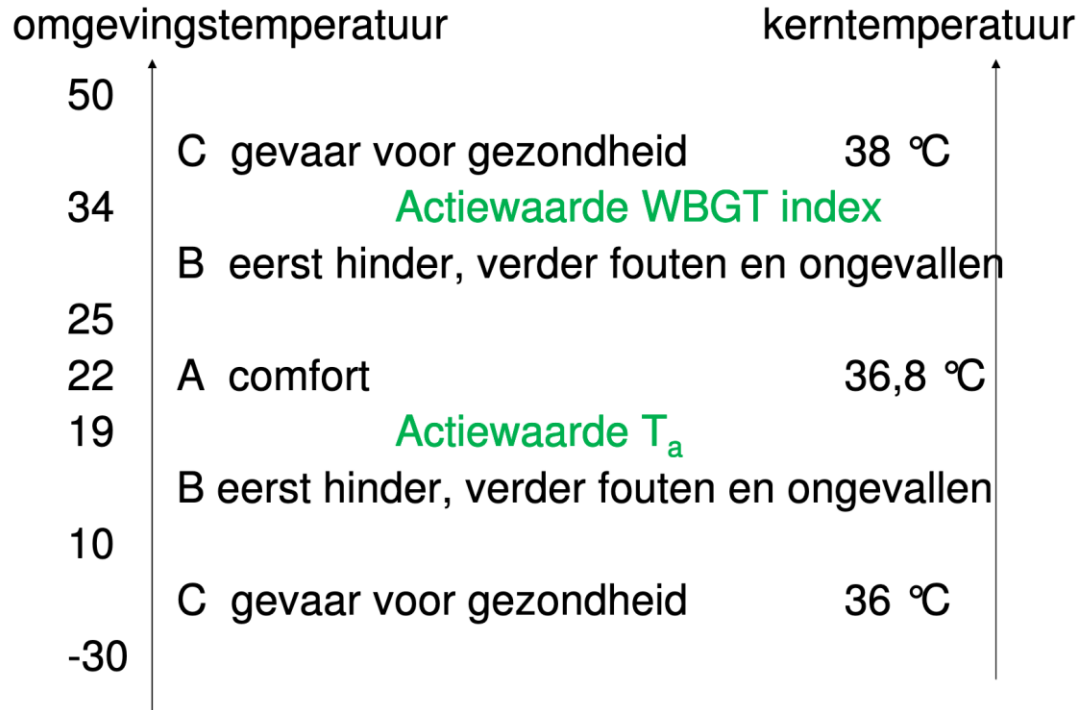 omgevingstemperatuur kerntemperatuur
50
C gevaar voor gezondheid 38 °C
34 Actiewaarde WBGT index
B eerst hinder, verder fouten en ongevallen
25
22 A comfort 36,8 °C
19 Actiewaarde Ta
B eerst hinder, verder fouten en ongevallen
10
C gevaar voor gezondheid 36 °C
-30